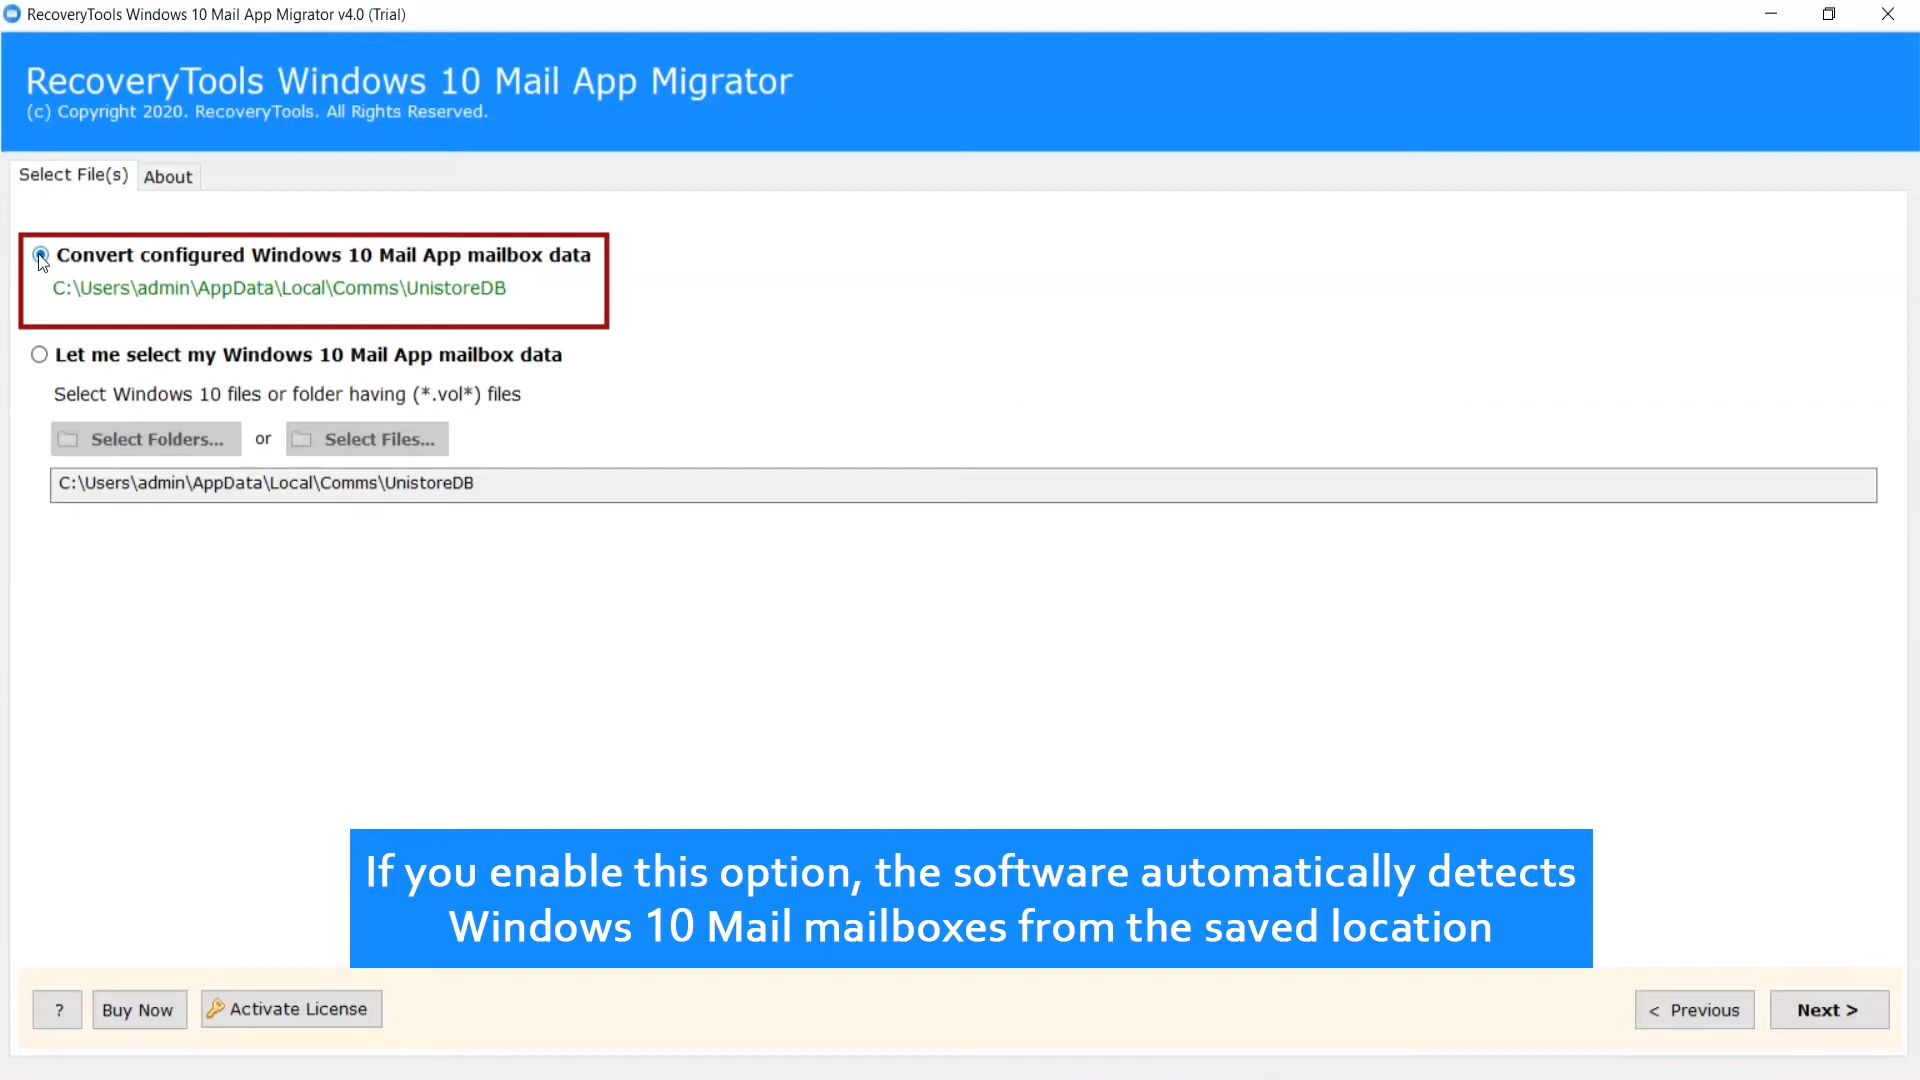 RecoveryTools Windows 10 Mail App Migrator v4.0 (Trial)
RecoveryTools Windows 10 Mail App Migrator
(c) Copyright 2020. RecoveryTools. All Rights Reserved.
Select File(s)
About
Convert configured Windows 10 Mail App mailbox data
C:\Users\admin\AppData\Local\Comms\UnistoreDB
Let me select my Windows 10 Mail App mailbox data
Select Windows 10 files or folder having (*.vol*) files
Select Folders... or Select Files...
C:\Users\admin\AppData\Local\Comms\UnistoreDB
If you enable this option, the software automatically detects
Windows 10 Mail mailboxes from the saved location
? Buy Now Activate License < Previous Next >